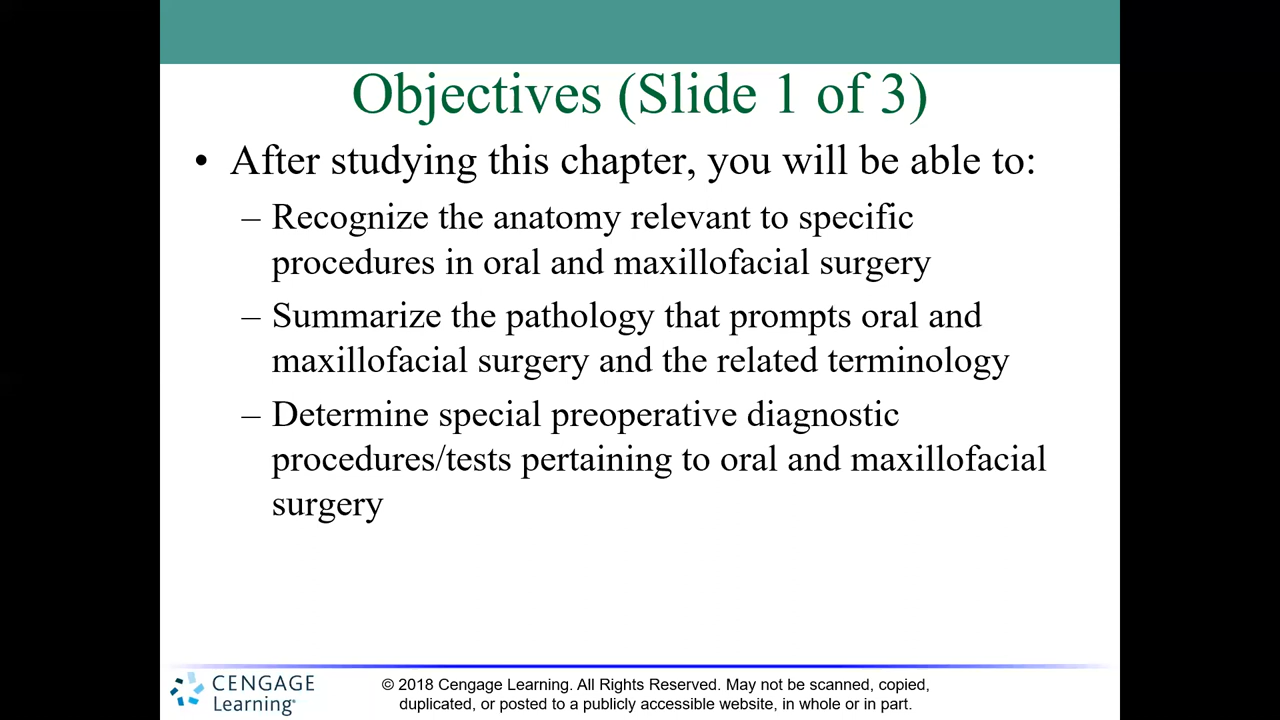 Objectives (Slide 1 of 3)
• After studying this chapter, you will be able to:
– Recognize the anatomy relevant to specific
procedures in oral and maxillofacial surgery
– Summarize the pathology that prompts oral and
maxillofacial surgery and the related terminology
– Determine special preoperative diagnostic
procedures/tests pertaining to oral and maxillofacial
surgery
CENGAGE
Learning®
© 2018 Cengage Learning. All Rights Reserved. May not be scanned, copied,
duplicated, or posted to a publicly accessible website, in whole or in part.